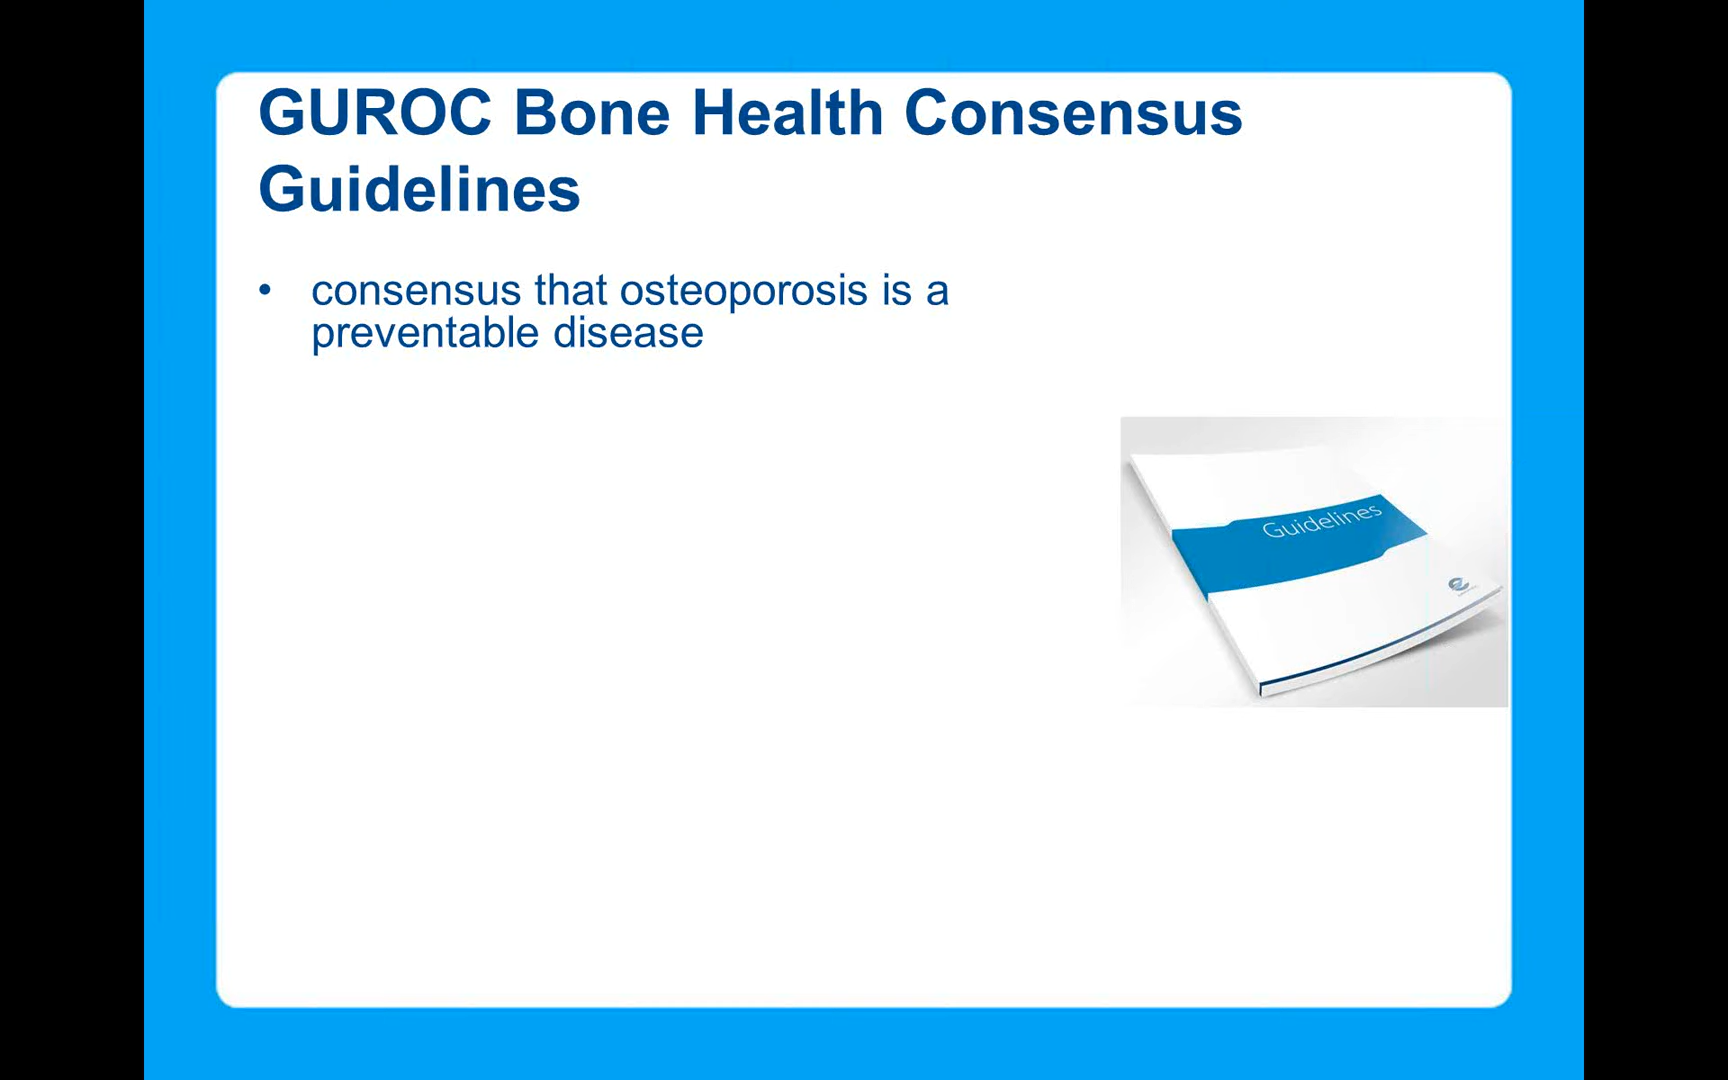 GUROC Bone Health Consensus
Guidelines
• consensus that osteoporosis is a
preventable disease
Guidelines